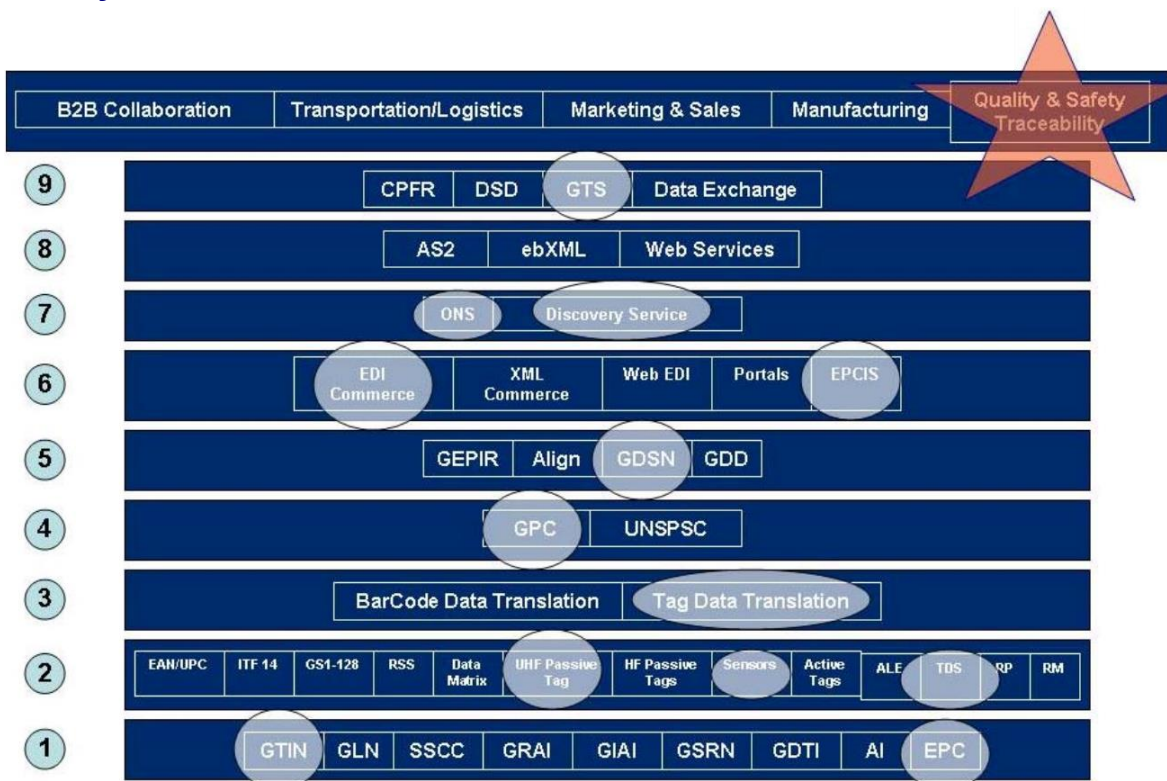 B2B Collaboration Transportation/Logistics Marketing & Sales Manufacturing Quality & Safety
Traceability
9 CPFR DSD GTS Data Exchange
8 AS2 ebXML Web Services
7 ONS Discovery Service
6 EDI Commerce XML Commerce Web EDI Portals EPCIS
5 GEPIR Align GDSN GDD
4 GPC UNSPSC
3 BarCode Data Translation Tag Data Translation
2 EAN/UPC ITF 14 GS1-128 RSS Data Matrix UHF Passive Tag HF Passive Tags Sensors Active Tags ALE TDS RP RM
1 GTIN GLN SSCC GRAI GIAI GSRN GDTI AI EPC